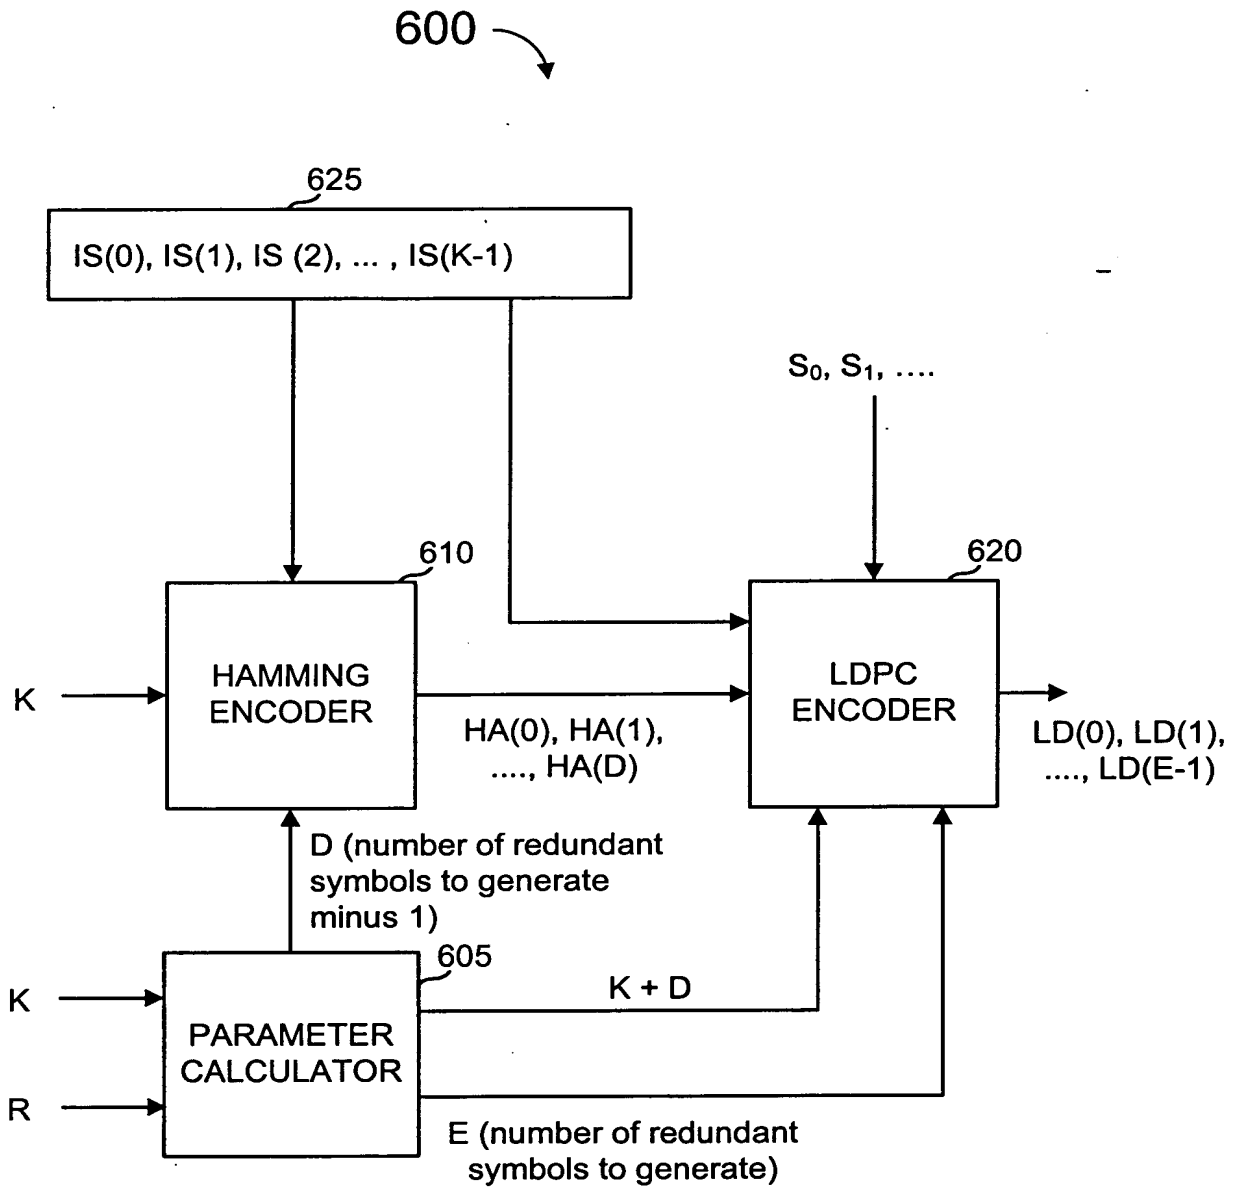 600
625
IS(0), IS(1), IS (2), ... , IS(K-1)
S₀, S₁, ....
610
620
HAMMING
ENCODER
LDPC
ENCODER
K
HA(0), HA(1),
...., HA(D)
LD(0), LD(1),
...., LD(E-1)
D (number of redundant
symbols to generate
minus 1)
605
K + D
K
PARAMETER
CALCULATOR
R
E (number of redundant
symbols to generate)